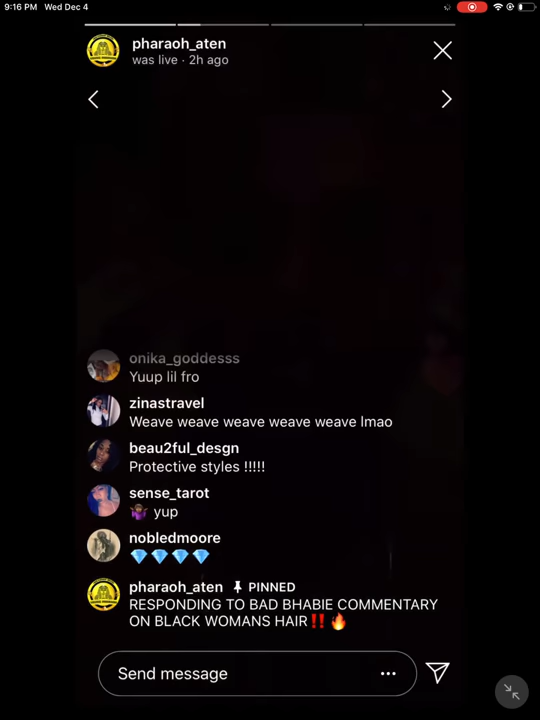 9:16 PM Wed Dec 4
pharaoh_aten
was live · 2h ago
onika_goddesss
Yuup lil fro
zinastravel
Weave weave weave weave weave lmao
beau2ful_desgn
Protective styles !!!!!
sense_tarot
🤷🏾‍♀️ yup
nobledmoore
💎💎💎💎
pharaoh_aten 📌 PINNED
RESPONDING TO BAD BHABIE COMMENTARY
ON BLACK WOMANS HAIR‼️🔥
Send message